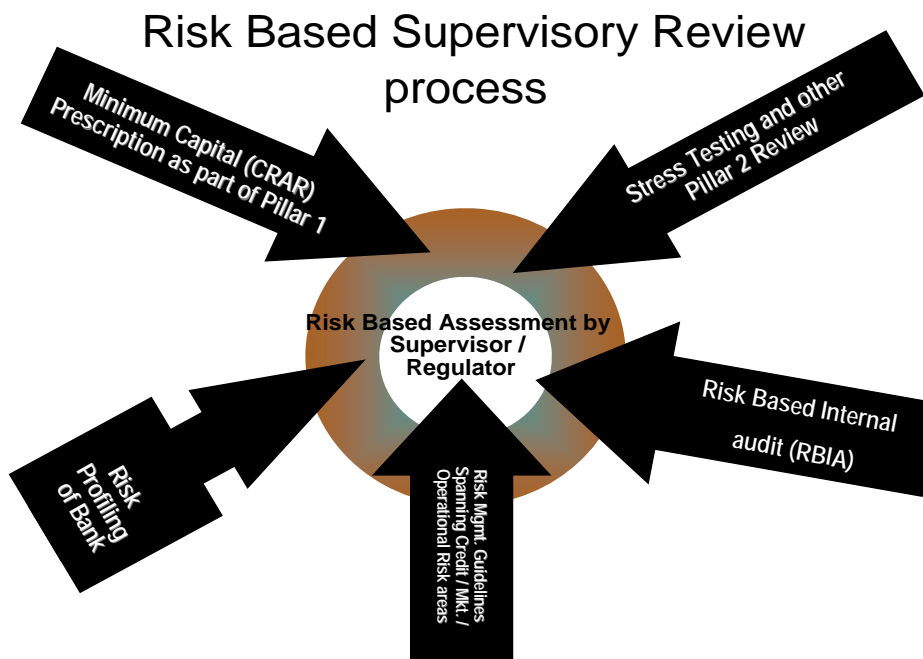 Risk Based Supervisory Review
process
Minimum Capital (CRAR)
Prescription as part of Pillar 1
Stress Testing and other
Pillar 2 Review
Risk Based Assessment by
Supervisor /
Regulator
Risk Based Internal
audit (RBIA)
Risk
Profiling
of Bank
Risk Mgmt. Guidelines
Spanning Credit / Mkt. /
Operational Risk areas